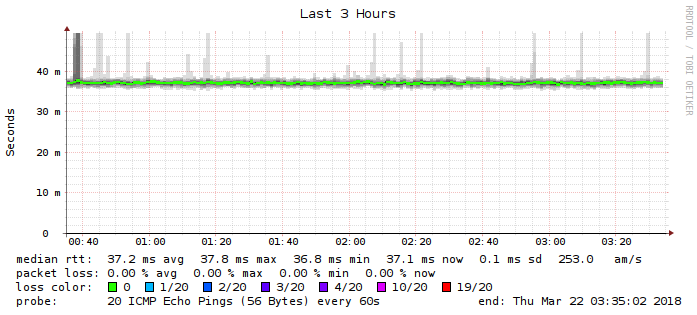 Last 3 Hours
RRDTOOL / TOBI OETIKER
Seconds
40 m
30 m
20 m
10 m
0
00:40 01:00 01:20 01:40 02:00 02:20 02:40 03:00 03:20
median rtt: 37.2 ms avg 37.8 ms max 36.8 ms min 37.1 ms now 0.1 ms sd 253.0 am/s
packet loss: 0.00 % avg 0.00 % max 0.00 % min 0.00 % now
loss color: 0 1/20 2/20 3/20 4/20 10/20 19/20
probe: 20 ICMP Echo Pings (56 Bytes) every 60s end: Thu Mar 22 03:35:02 2018